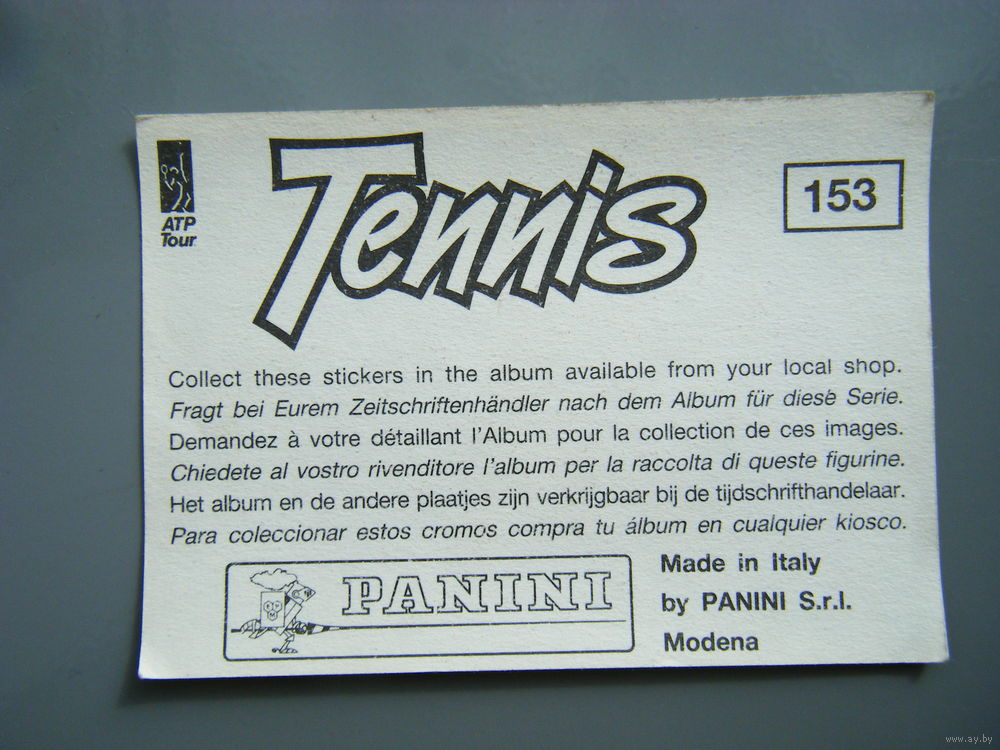 ATP
Tour
Tennis
153
Collect these stickers in the album available from your local shop.
Fragt bei Eurem Zeitschriftenhändler nach dem Album für diese Serie.
Demandez à votre détaillant l'Album pour la collection de ces images.
Chiedete al vostro rivenditore l'album per la raccolta di queste figurine.
Het album en de andere plaatjes zijn verkrijgbaar bij de tijdschrifthandelaar.
Para coleccionar estos cromos compra tu álbum en cualquier kiosco.
PANINI
Made in Italy
by PANINI S.r.l.
Modena
www.ay.by